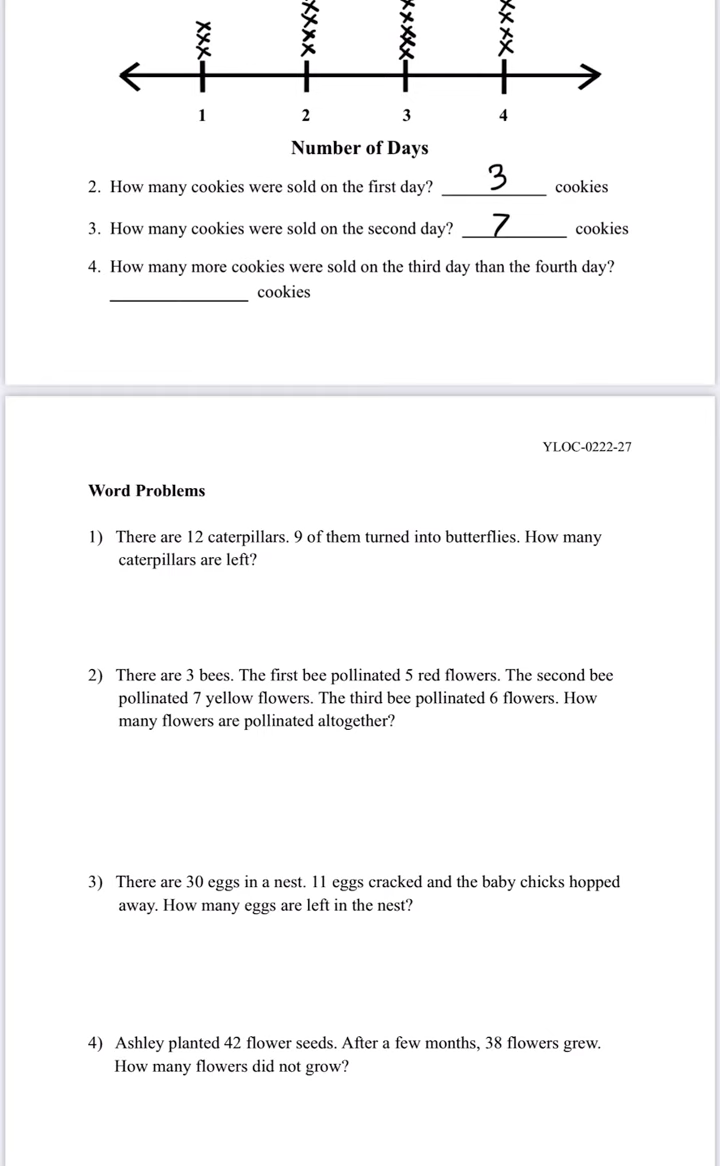 1 2 3 4
Number of Days
2. How many cookies were sold on the first day? 3 cookies
3. How many cookies were sold on the second day? 7 cookies
4. How many more cookies were sold on the third day than the fourth day?
cookies
YLOC-0222-27
Word Problems
1) There are 12 caterpillars. 9 of them turned into butterflies. How many
caterpillars are left?
2) There are 3 bees. The first bee pollinated 5 red flowers. The second bee
pollinated 7 yellow flowers. The third bee pollinated 6 flowers. How
many flowers are pollinated altogether?
3) There are 30 eggs in a nest. 11 eggs cracked and the baby chicks hopped
away. How many eggs are left in the nest?
4) Ashley planted 42 flower seeds. After a few months, 38 flowers grew.
How many flowers did not grow?